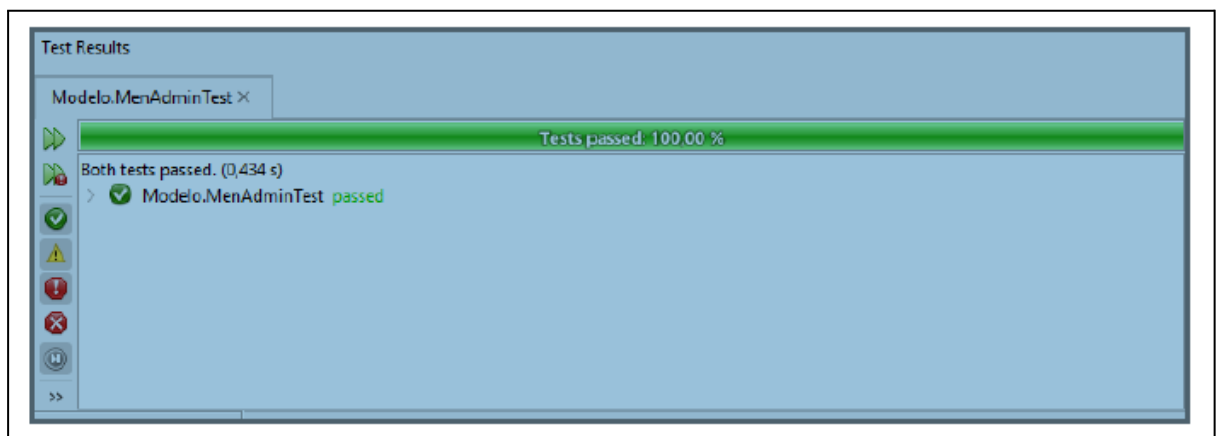 Test Results
Modelo.MenAdminTest
Tests passed: 100,00 %
Both tests passed. (0,434 s)
Modelo.MenAdminTest passed
>>